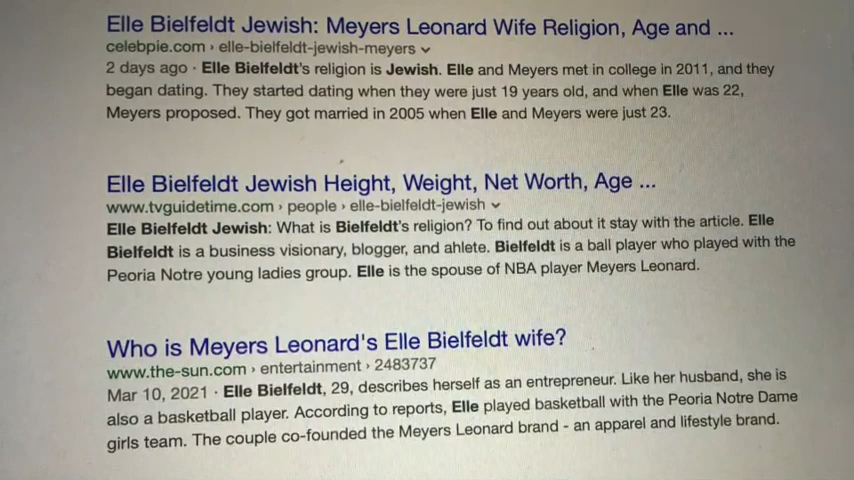 Elle Bielfeldt Jewish: Meyers Leonard Wife Religion, Age and ...
celebpie.com › elle-bielfeldt-jewish-meyers
2 days ago · Elle Bielfeldt's religion is Jewish. Elle and Meyers met in college in 2011, and they
began dating. They started dating when they were just 19 years old, and when Elle was 22,
Meyers proposed. They got married in 2005 when Elle and Meyers were just 23.
Elle Bielfeldt Jewish Height, Weight, Net Worth, Age ...
www.tvguidetime.com › people › elle-bielfeldt-jewish
Elle Bielfeldt Jewish: What is Bielfeldt's religion? To find out about it stay with the article. Elle
Bielfeldt is a business visionary, blogger, and ahlete. Bielfeldt is a ball player who played with the
Peoria Notre young ladies group. Elle is the spouse of NBA player Meyers Leonard.
Who is Meyers Leonard's Elle Bielfeldt wife?
www.the-sun.com › entertainment › 2483737
Mar 10, 2021 · Elle Bielfeldt, 29, describes herself as an entrepreneur. Like her husband, she is
also a basketball player. According to reports, Elle played basketball with the Peoria Notre Dame
girls team. The couple co-founded the Meyers Leonard brand - an apparel and lifestyle brand.